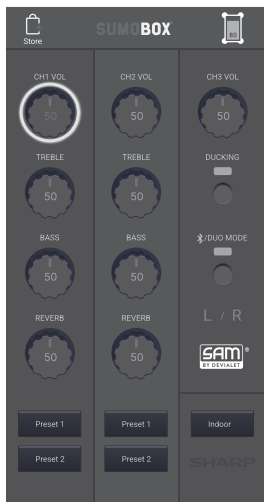 Store
SUMOBOX
80
CH1 VOL
CH2 VOL
CH3 VOL
50
50
50
TREBLE
TREBLE
DUCKING
50
50
BASS
BASS
/DUO MODE
50
50
REVERB
REVERB
L / R
50
50
SAM®
BY DEVIALET
Preset 1
Preset 1
Indoor
Preset 2
Preset 2
SHARP